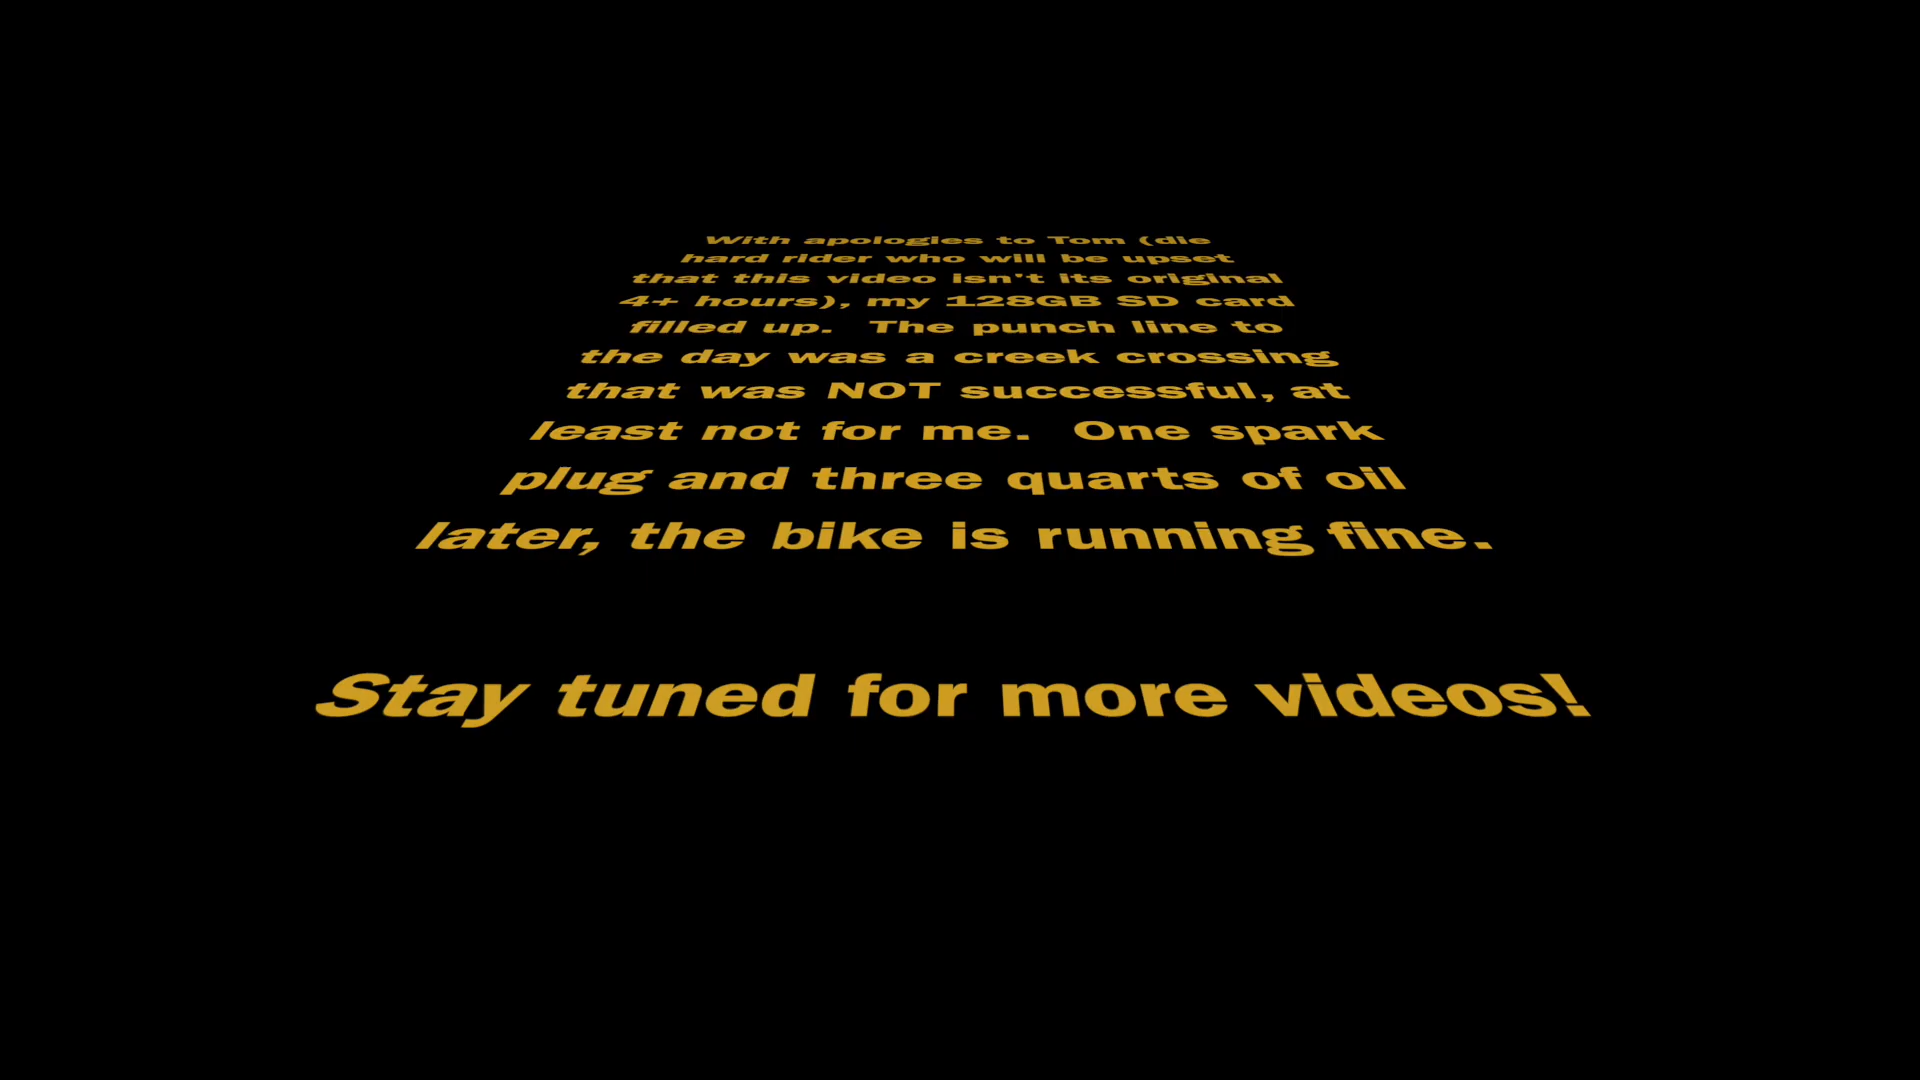 With apologies to Tom (die
hard rider who will be upset
that this video isn't its original
4+ hours), my 128GB SD card
filled up.  The punch line to
the day was a creek crossing
that was NOT successful, at
least not for me.  One spark
plug and three quarts of oil
later, the bike is running fine.
Stay tuned for more videos!